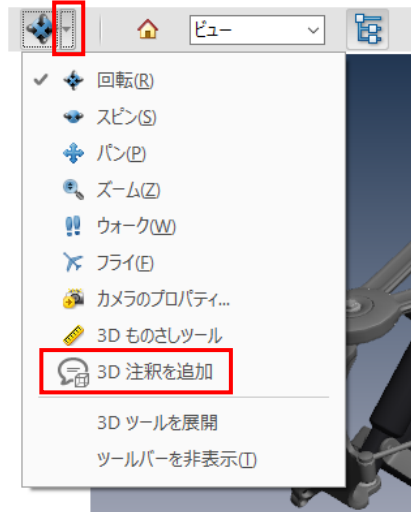 ビュー
回転(R)
スピン(S)
パン(P)
ズーム(Z)
ウォーク(W)
フライ(F)
カメラのプロパティ...
3D ものさしツール
3D 注釈を追加
3D ツールを展開
ツールバーを非表示(T)